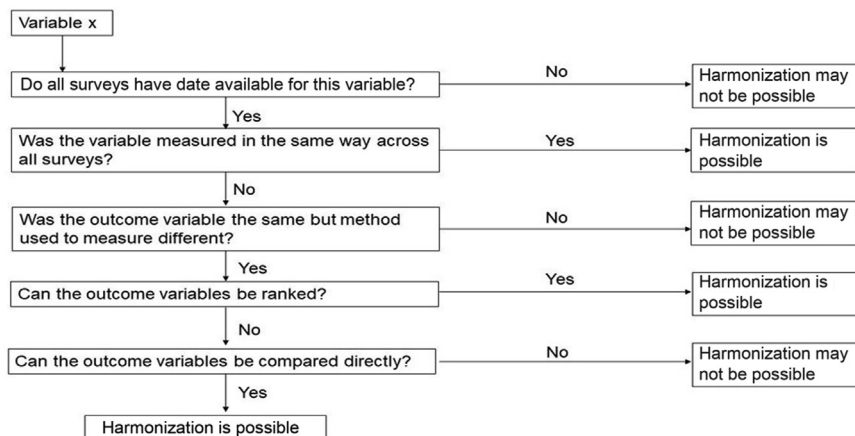 Variable x
Do all surveys have date available for this variable?
No
Harmonization may
not be possible
Yes
Was the variable measured in the same way across
all surveys?
Yes
Harmonization is
possible
No
Was the outcome variable the same but method
used to measure different?
No
Harmonization may
not be possible
Yes
Can the outcome variables be ranked?
Yes
Harmonization is
possible
No
Can the outcome variables be compared directly?
No
Harmonization may
not be possible
Yes
Harmonization is possible